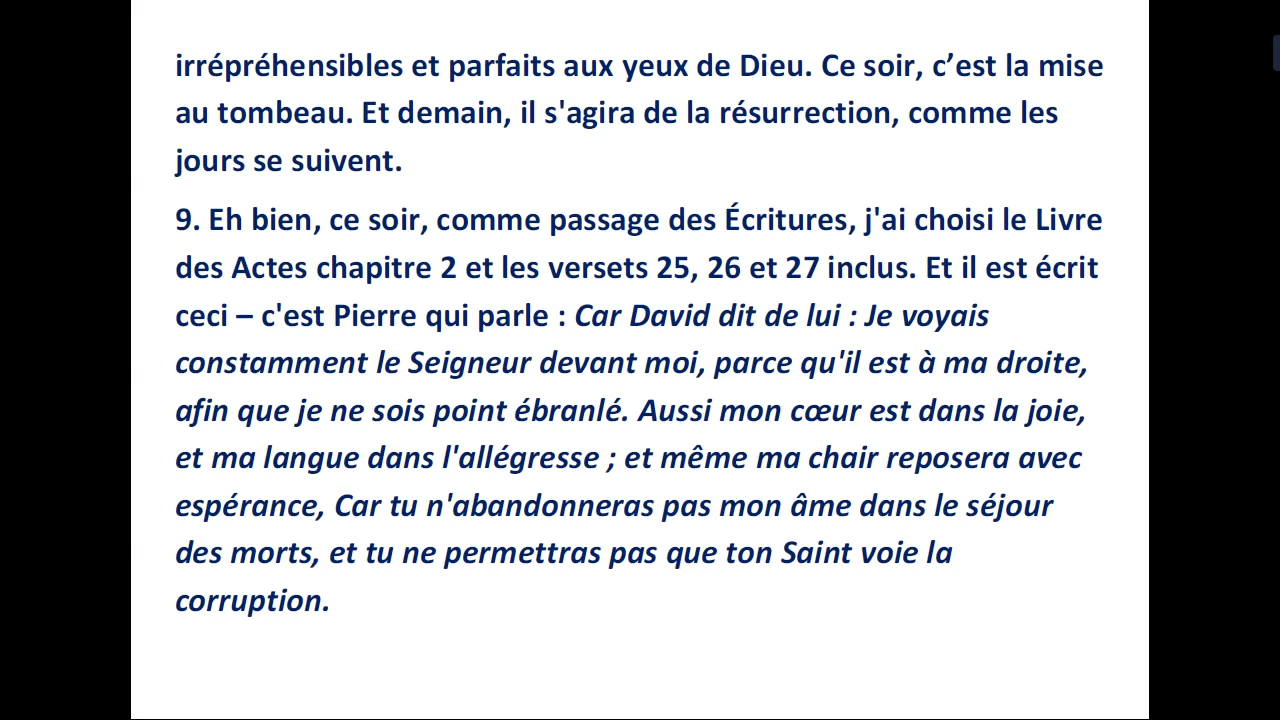 irrépréhensibles et parfaits aux yeux de Dieu. Ce soir, c’est la mise
au tombeau. Et demain, il s'agira de la résurrection, comme les
jours se suivent.
9. Eh bien, ce soir, comme passage des Écritures, j'ai choisi le Livre
des Actes chapitre 2 et les versets 25, 26 et 27 inclus. Et il est écrit
ceci – c'est Pierre qui parle : Car David dit de lui : Je voyais
constamment le Seigneur devant moi, parce qu'il est à ma droite,
afin que je ne sois point ébranlé. Aussi mon cœur est dans la joie,
et ma langue dans l'allégresse ; et même ma chair reposera avec
espérance, Car tu n'abandonneras pas mon âme dans le séjour
des morts, et tu ne permettras pas que ton Saint voie la
corruption.